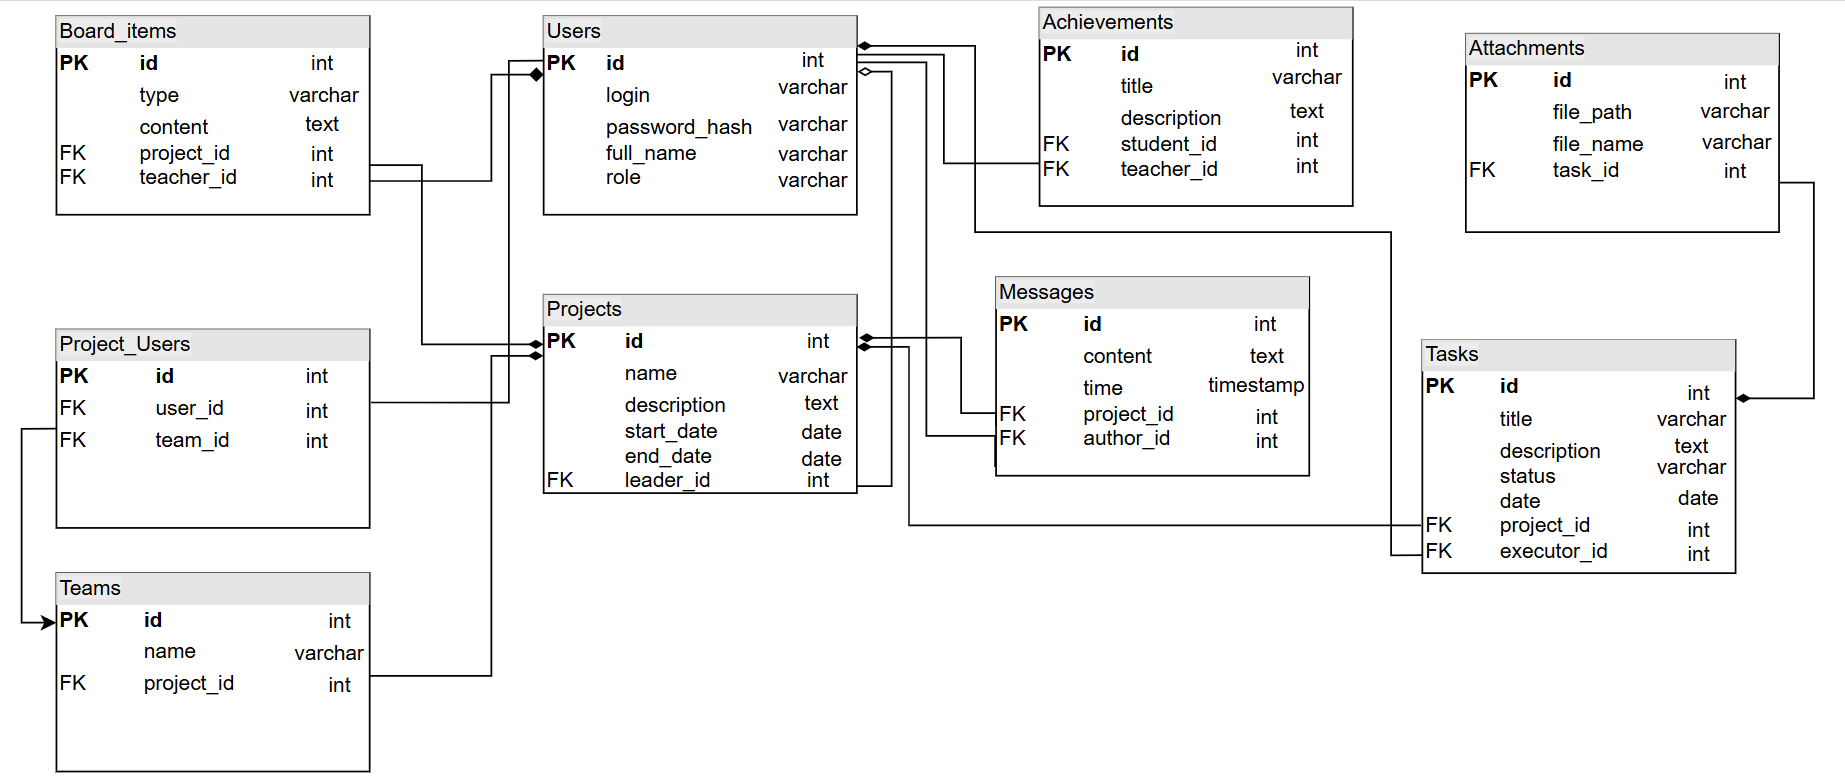 Board_items
PK id int
type varchar
content text
FK project_id int
FK teacher_id int
Users
PK id int
login varchar
password_hash varchar
full_name varchar
role varchar
Achievements
PK id int
title varchar
description text
FK student_id int
FK teacher_id int
Attachments
PK id int
file_path varchar
file_name varchar
FK task_id int
Project_Users
PK id int
FK user_id int
FK team_id int
Projects
PK id int
name varchar
description text
start_date date
end_date date
FK leader_id int
Messages
PK id int
content text
time timestamp
FK project_id int
FK author_id int
Tasks
PK id int
title varchar
description text
status varchar
date date
FK project_id int
FK executor_id int
Teams
PK id int
name varchar
FK project_id int